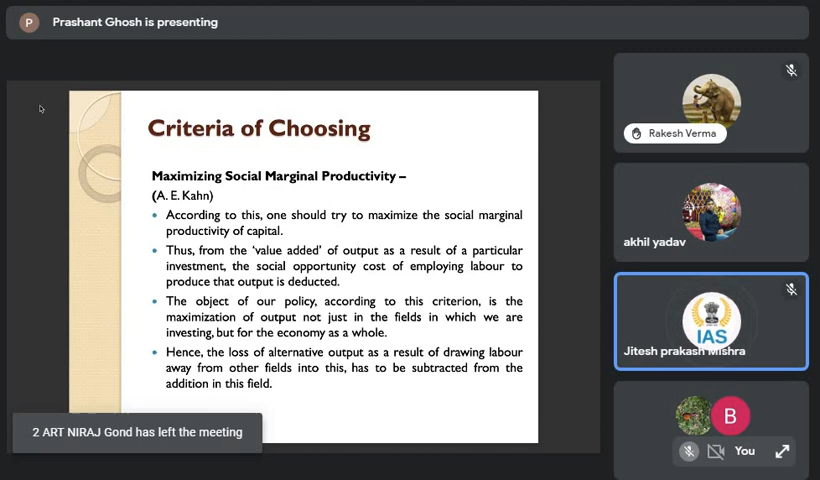 P Prashant Ghosh is presenting
Criteria of Choosing
Maximizing Social Marginal Productivity –
(A. E. Kahn)
• According to this, one should try to maximize the social marginal
productivity of capital.
• Thus, from the 'value added' of output as a result of a particular
investment, the social opportunity cost of employing labour to
produce that output is deducted.
• The object of our policy, according to this criterion, is the
maximization of output not just in the fields in which we are
investing, but for the economy as a whole.
• Hence, the loss of alternative output as a result of drawing labour
away from other fields into this, has to be subtracted from the
addition in this field.
2 ART NIRAJ Gond has left the meeting
Rakesh Verma
akhil yadav
IAS
Jitesh prakash Mishra
B
You